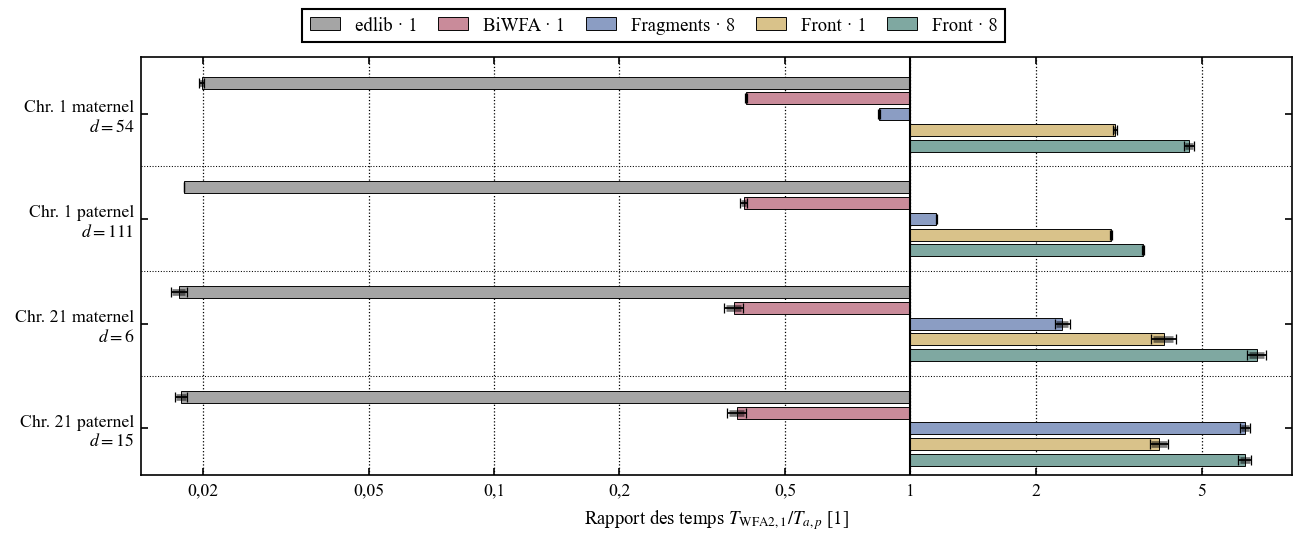 edlib · 1 BiWFA · 1 Fragments · 8 Front · 1 Front · 8
Chr. 1 maternel
d = 54
Chr. 1 paternel
d = 111
Chr. 21 maternel
d = 6
Chr. 21 paternel
d = 15
0,02 0,05 0,1 0,2 0,5 1 2 5
Rapport des temps T_WFA2,1/T_a,p [1]